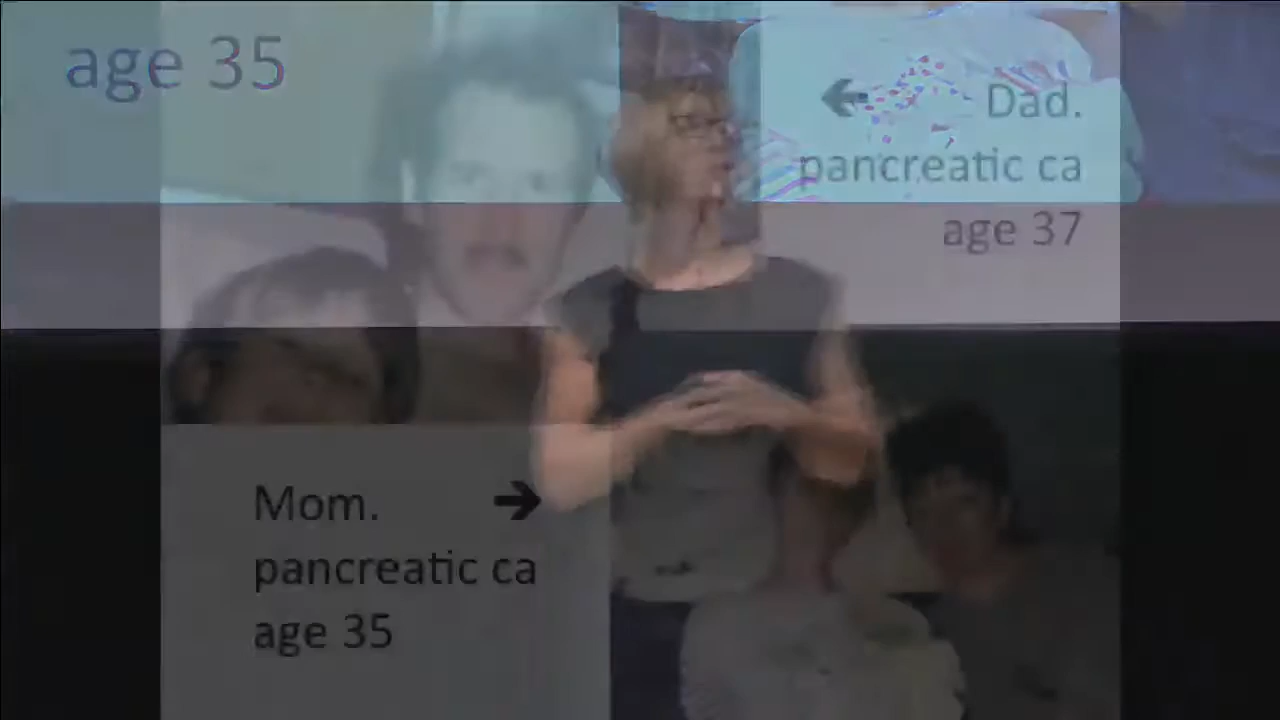 age 35
← Dad.
pancreatic ca
age 37
Mom. →
pancreatic ca
age 35